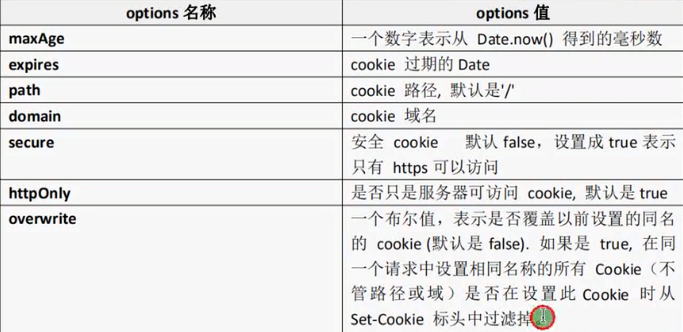 options 名称 options 值
maxAge 一个数字表示从 Date.now() 得到的毫秒数
expires cookie 过期的 Date
path cookie 路径, 默认是'/'
domain cookie 域名
secure 安全 cookie 默认 false，设置成 true 表示
只有 https 可以访问
httpOnly 是否只是服务器可访问 cookie, 默认是 true
overwrite 一个布尔值，表示是否覆盖以前设置的同名
的 cookie (默认是 false). 如果是 true, 在同
一个请求中设置相同名称的所有 Cookie（不
管路径或域）是否在设置此 Cookie 时从
Set-Cookie 标头中过滤掉